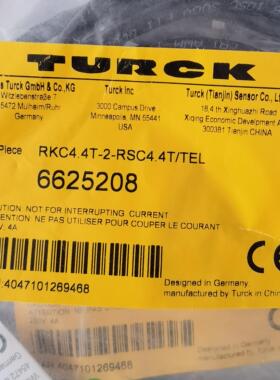 TURCK
s Turck GmbH & Co.,KG
Witzlebenstraße 7
5472 Mulheim/Ruhr
Germany
Turck Inc
3000 Campus Drive
Minneapolis, MN 55441
USA
Turck (Tianjin) Sensor Co., Lt
18,4 th Xinghuazhi Road
Xiqing Economic Development A
300381 Tianjin CHINA
Piece RKC4.4T-2-RSC4.4T/TEL
6625208
TION: NOT FOR INTERRUPTING CURRENT
ENTION: NE PAS UTILISER POUR COUPER LE COURANT
V, 4A
:4047101269468
Designed in Germany
manufactured by Turck in China
4047101269468